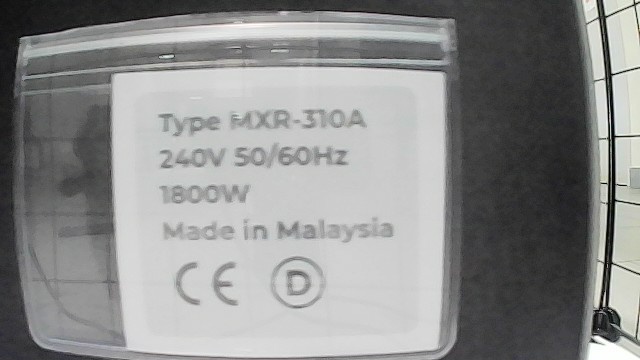 Type MXR-310A
240V 50/60Hz
1800W
Made in Malaysia
CE D